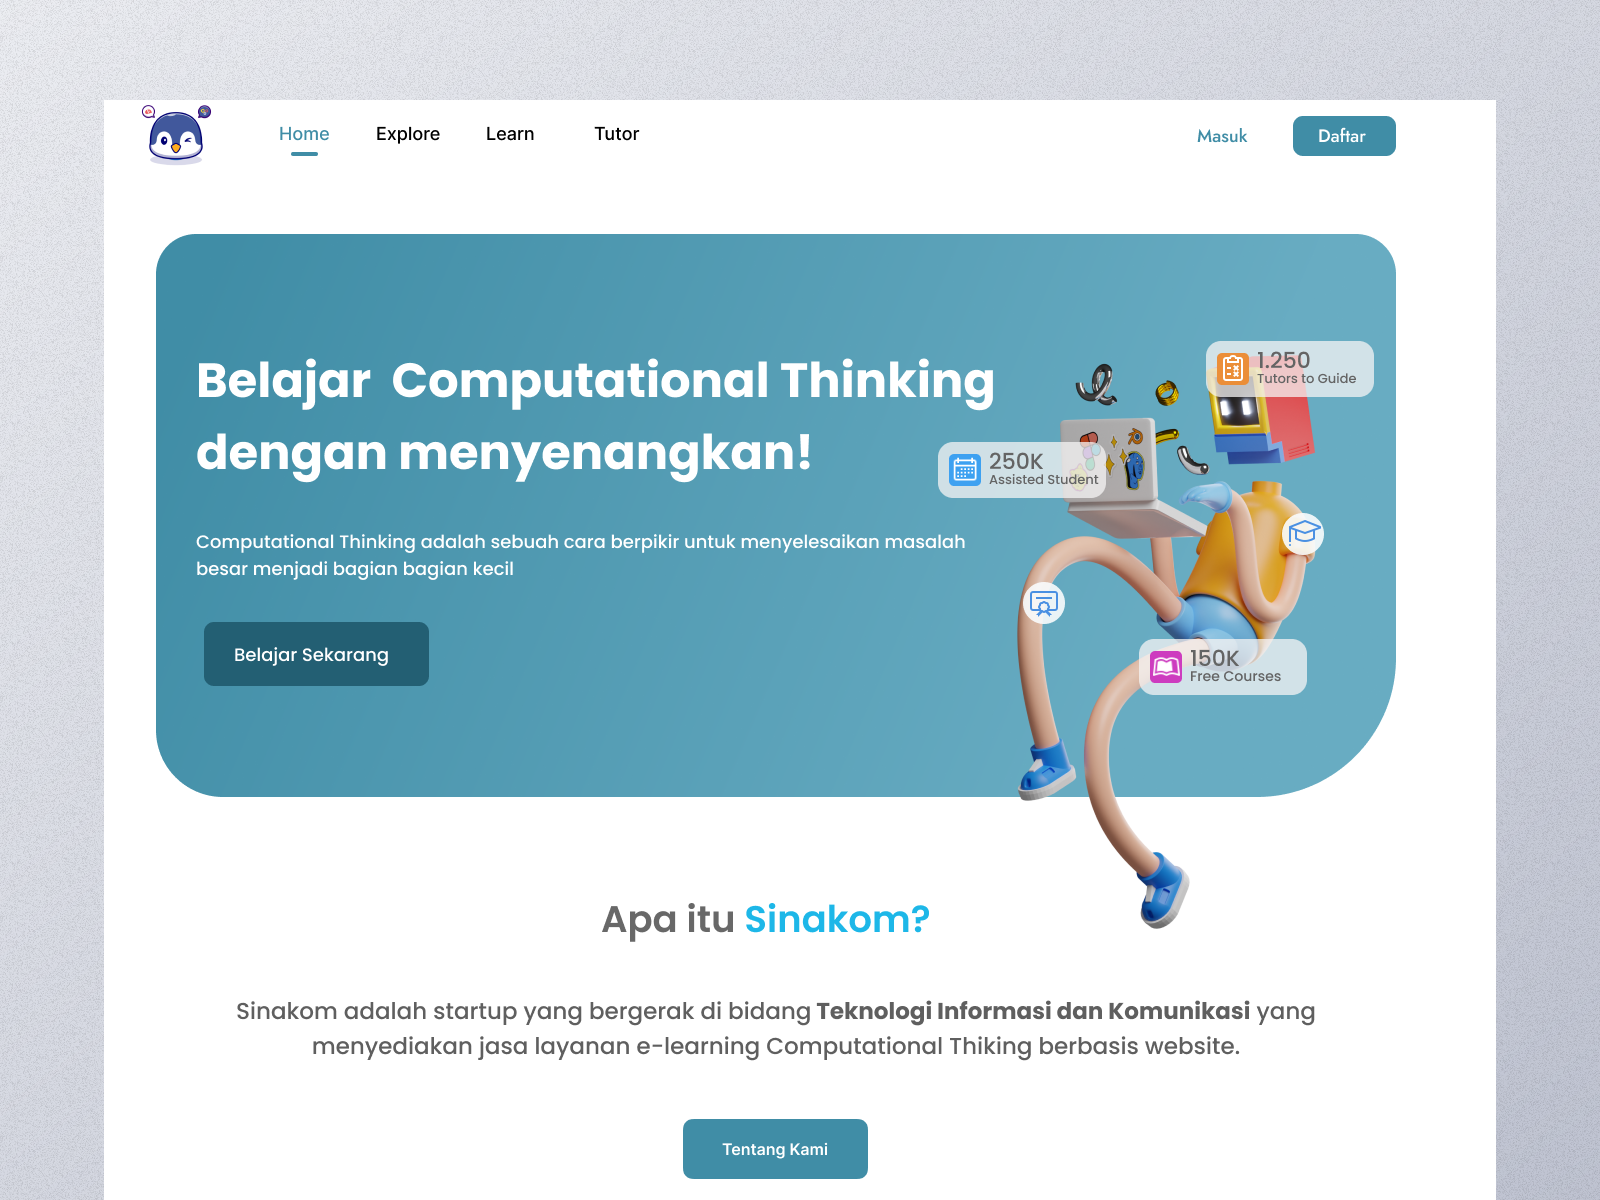 Home
Explore
Learn
Tutor
Masuk
Daftar
Belajar Computational Thinking
dengan menyenangkan!
Computational Thinking adalah sebuah cara berpikir untuk menyelesaikan masalah
besar menjadi bagian bagian kecil
Belajar Sekarang
1.250
Tutors to Guide
250K
Assisted Student
150K
Free Courses
Apa itu Sinakom?
Sinakom adalah startup yang bergerak di bidang Teknologi Informasi dan Komunikasi yang
menyediakan jasa layanan e-learning Computational Thiking berbasis website.
Tentang Kami